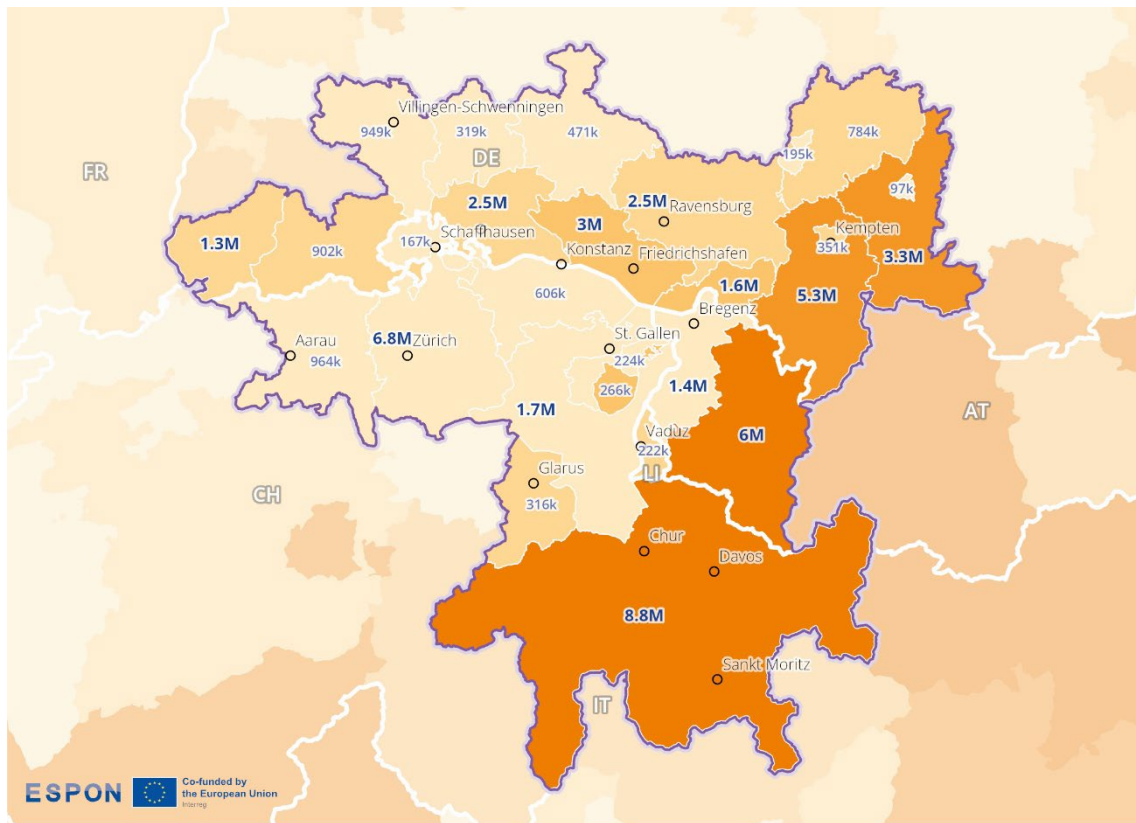 Villingen-Schwenningen
949k
319k
471k
784k
195k
DE
FR
97k
2.5M
2.5M
Ravensburg
1.3M
3M
902k
167k
Schaffhausen
Kempten
351k
Konstanz
Friedrichshafen
3.3M
1.6M
5.3M
606k
Bregenz
St. Gallen
6.8M
Zürich
Aarau
964k
224k
266k
1.4M
1.7M
AT
6M
Vaduz
222k
LI
Glarus
316k
CH
Chur
Davos
8.8M
Sankt Moritz
IT
ESPON
Co-funded by
the European Union
Interreg